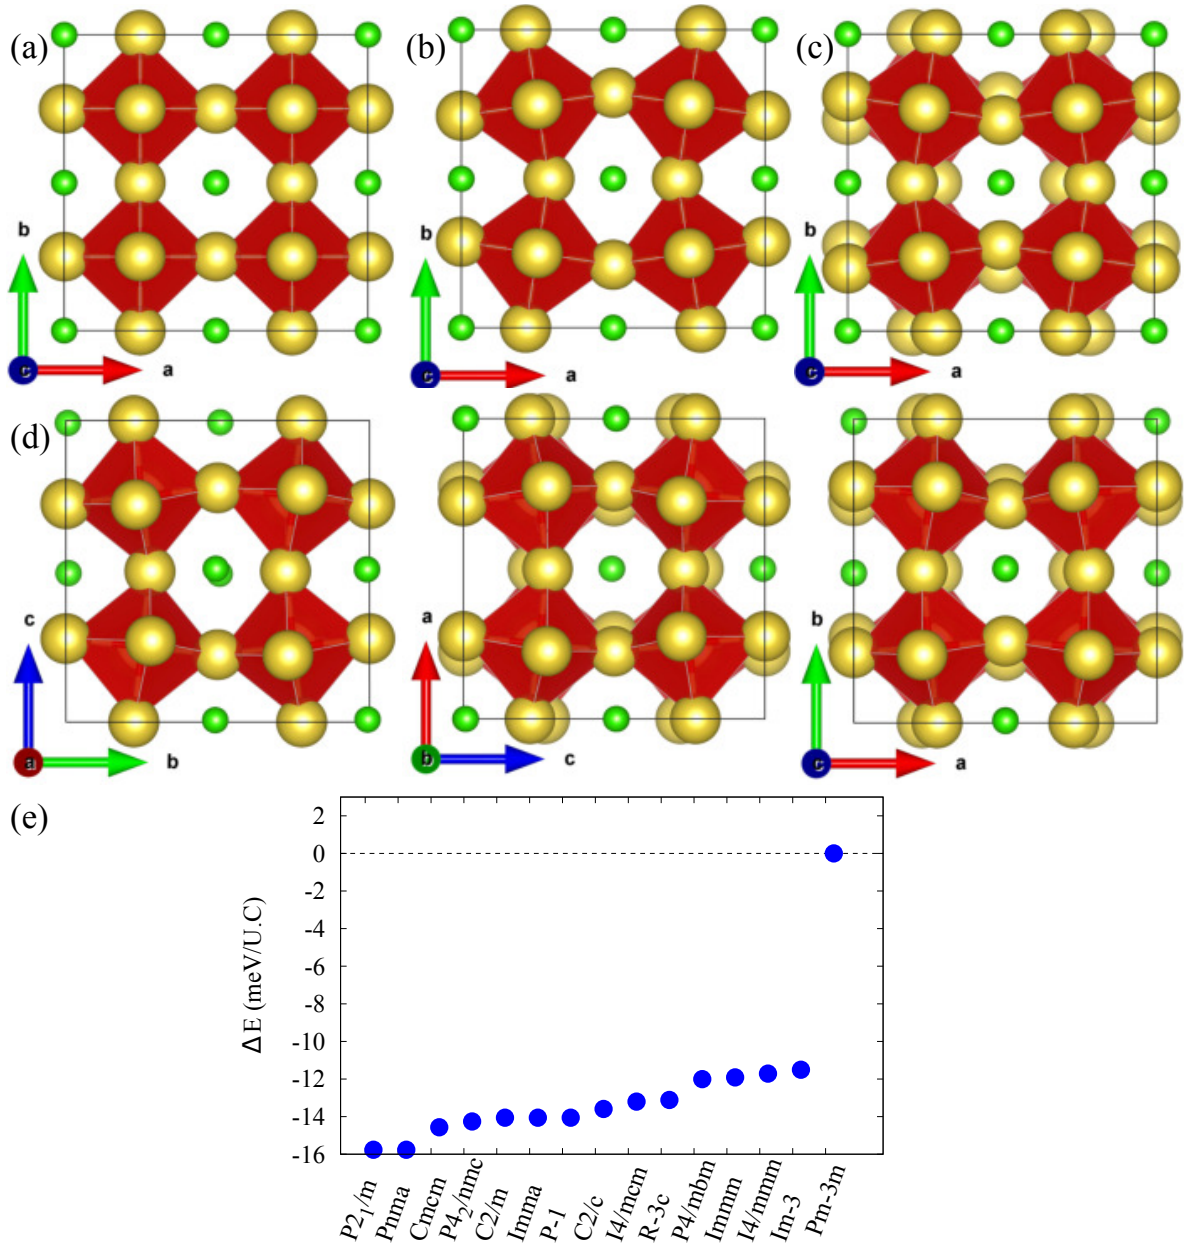 (a) (b) (c)
b b b
c a c a c a
(d)
c a b
a b b c c a
(e)
2
0
-2
-4
-6
-8
-10
-12
-14
-16
ΔE (meV/U.C)
P2₁/m Pnma Cmcm P4₂/nmc C2/m Imma P-1 C2/c I4/mcm R-3c P4/mbm Immm I4/mmm Im-3 Pm-3m